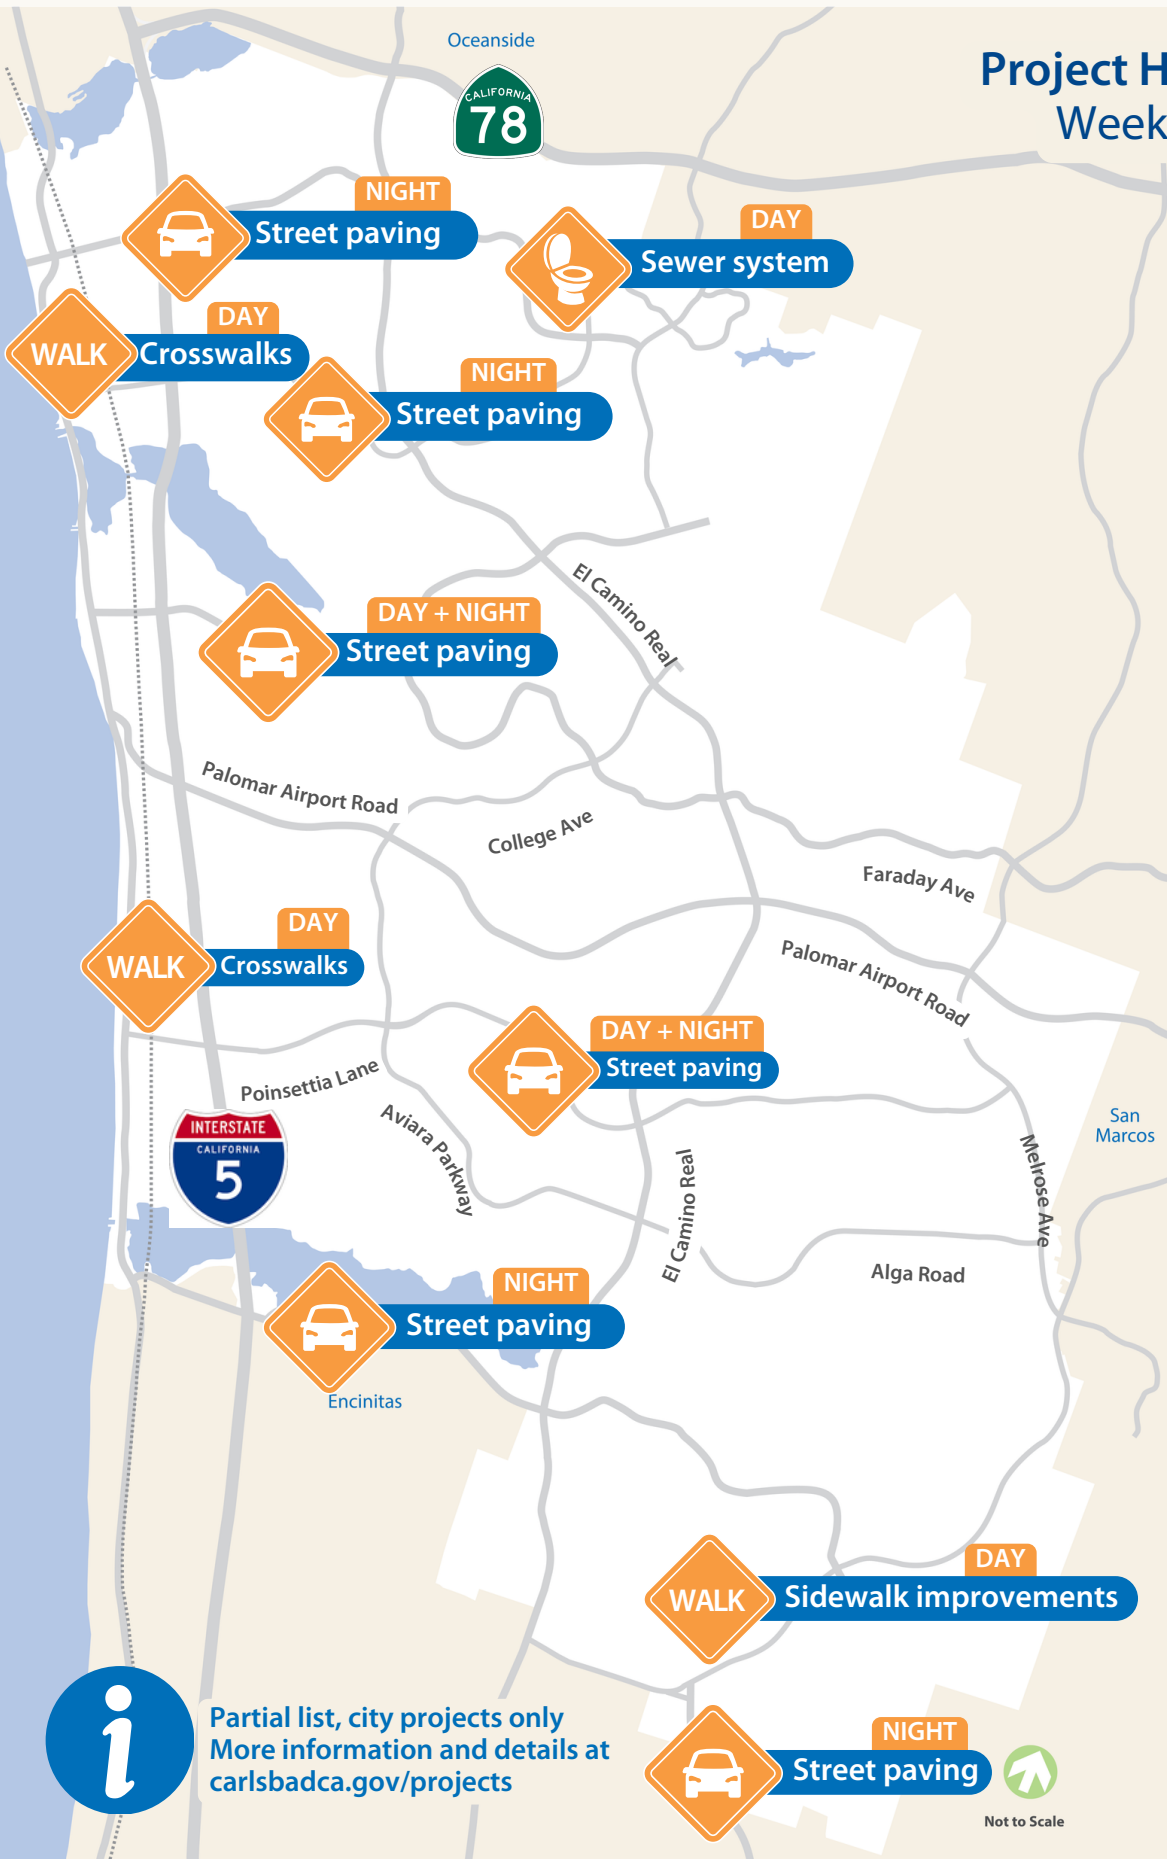 Oceanside
CALIFORNIA
78
Project H
Week
NIGHT
Street paving
DAY
Sewer system
DAY
WALK
Crosswalks
NIGHT
Street paving
El Camino Real
DAY + NIGHT
Street paving
Palomar Airport Road
College Ave
Faraday Ave
DAY
WALK
Crosswalks
Palomar Airport Road
DAY + NIGHT
Street paving
Poinsettia Lane
Aviara Parkway
INTERSTATE
CALIFORNIA
5
San
Marcos
Melrose Ave
El Camino Real
Alga Road
NIGHT
Street paving
Encinitas
DAY
WALK
Sidewalk improvements
i
Partial list, city projects only
More information and details at
carlsbadca.gov/projects
NIGHT
Street paving
Not to Scale